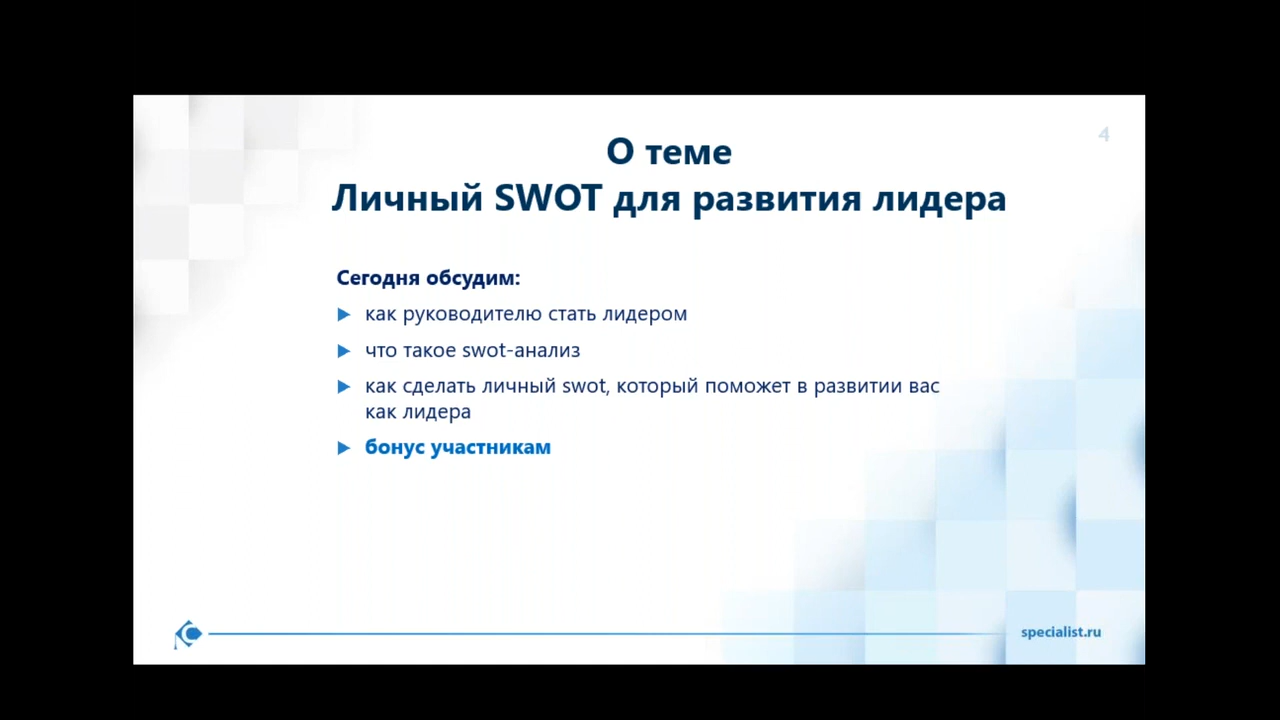 4
О теме
Личный SWOT для развития лидера
Сегодня обсудим:
как руководителю стать лидером
что такое swot-анализ
как сделать личный swot, который поможет в развитии вас
как лидера
бонус участникам
specialist.ru